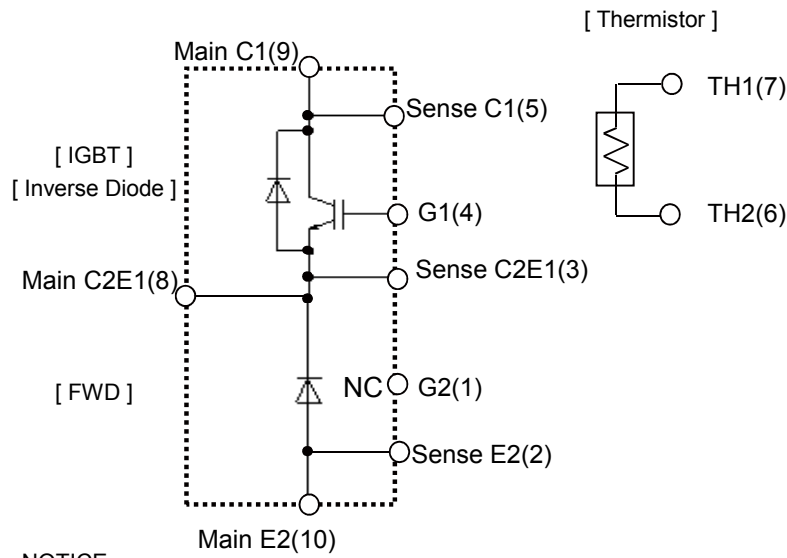 [ Thermistor ]
Main C1(9)
TH1(7)
Sense C1(5)
[ IGBT ]
[ Inverse Diode ]
G1(4)
TH2(6)
Sense C2E1(3)
Main C2E1(8)
[ FWD ]
NC
G2(1)
Sense E2(2)
Main E2(10)
NOTICE